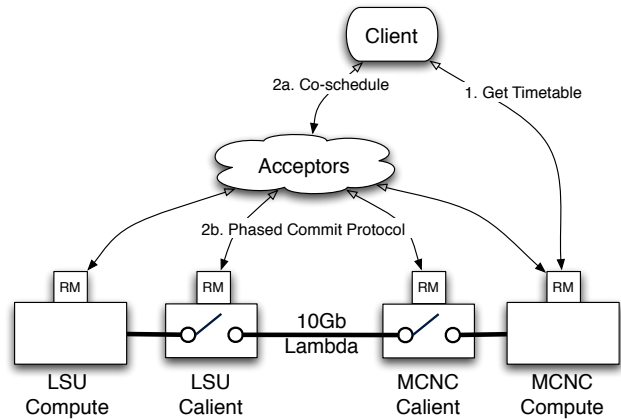 Client
2a. Co-schedule
1. Get Timetable
Acceptors
2b. Phased Commit Protocol
RM
RM
RM
RM
10Gb
Lambda
LSU
Compute
LSU
Calient
MCNC
Calient
MCNC
Compute